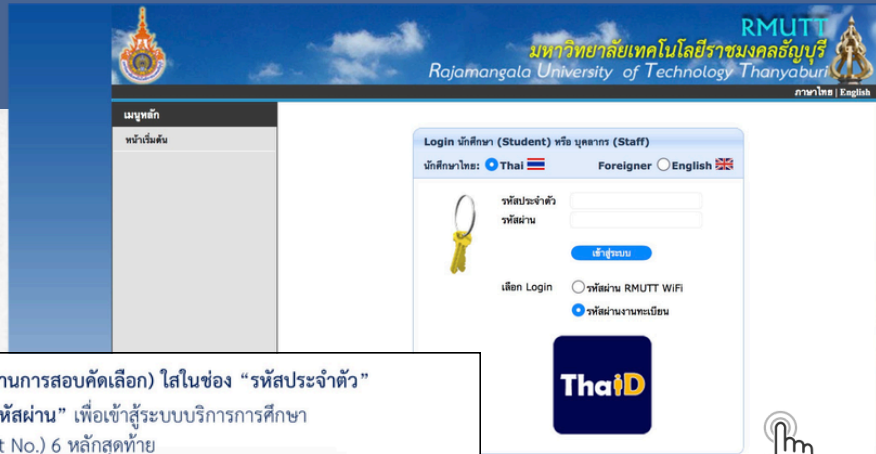 RMUTT
มหาวิทยาลัยเทคโนโลยีราชมงคลธัญบุรี
Rajamangala University of Technology Thanyaburi
ภาษาไทย | English
เมนูหลัก
หน้าเริ่มต้น
Login นักศึกษา (Student) หรือ บุคลากร (Staff)
นักศึกษาไทย: Thai Foreigner English
รหัสประจำตัว
รหัสผ่าน
เข้าสู่ระบบ
เลือก Login รหัสผ่าน RMUTT WiFi
รหัสผ่านงานทะเบียน
ThaiD
านการสอบคัดเลือก) ใสในช่อง “รหัสประจำตัว”
หัสผ่าน” เพื่อเข้าสู้ระบบบริการการศึกษา
t No.) 6 หลักสุดท้าย